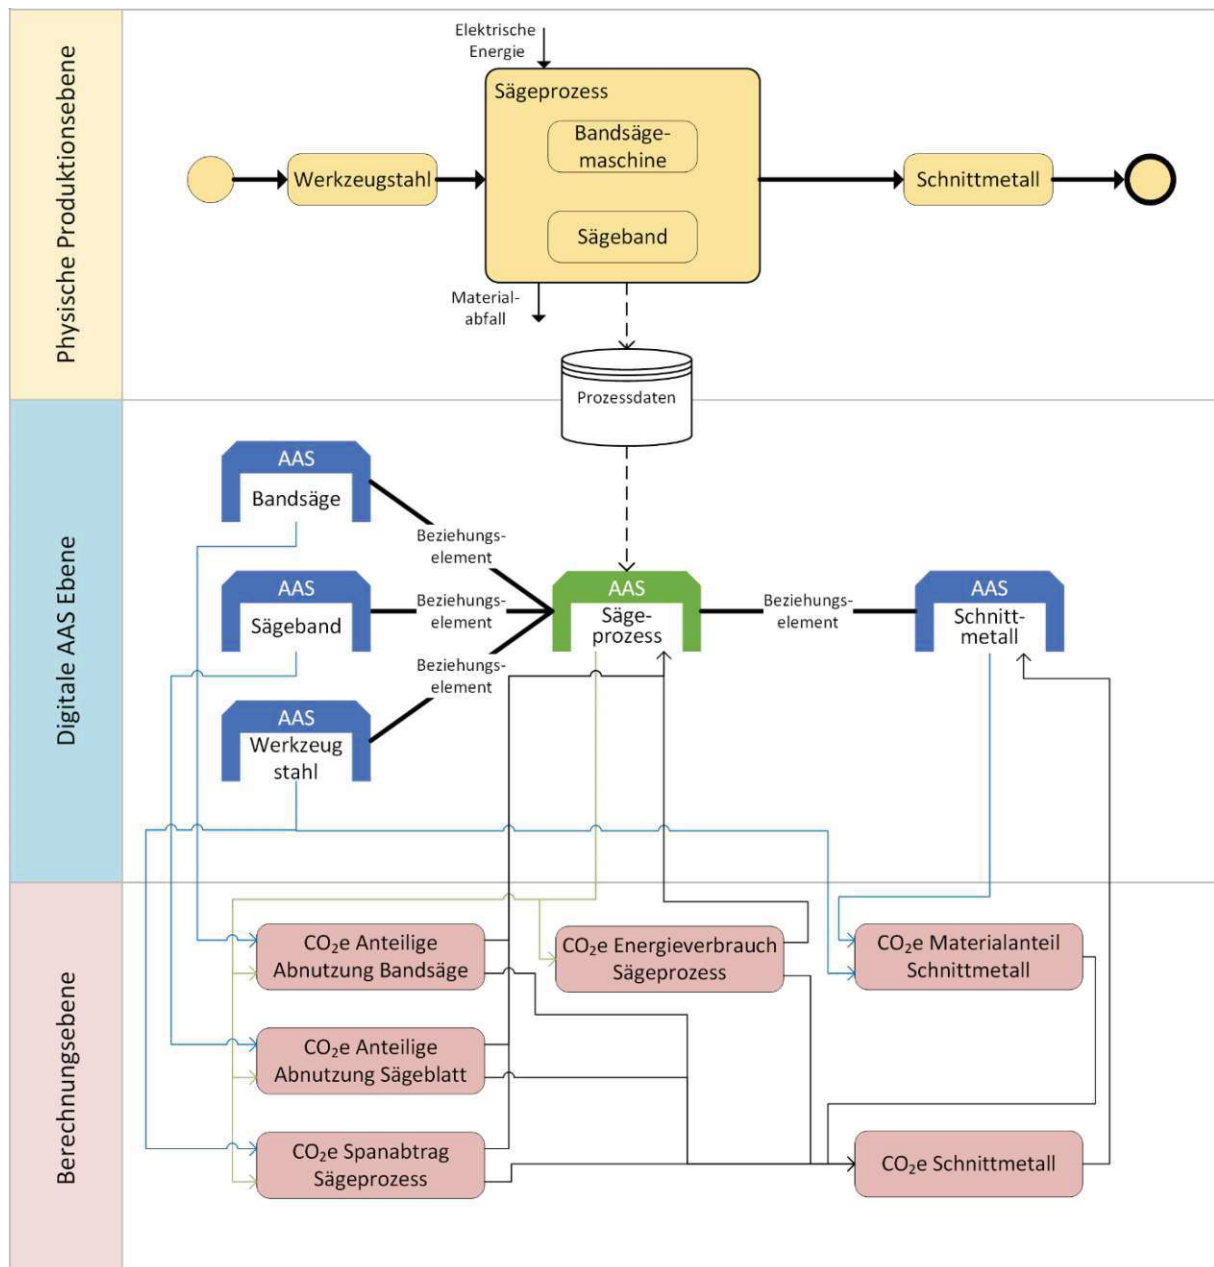 Physische Produktionsebene
Elektrische
Energie
Sägeprozess
Bandsäge-
maschine
Werkzeugstahl
Schnittmetall
Sägeband
Material-
abfall
Prozessdaten
Digitale AAS Ebene
AAS
Bandsäge
Beziehungs-
element
AAS
Sägeband
Beziehungs-
element
AAS
Säge-
prozess
Beziehungs-
element
AAS
Schnitt-
metall
Beziehungs-
element
AAS
Werkzeug
stahl
Berechnungsebene
CO₂e Anteilige
Abnutzung Bandsäge
CO₂e Energieverbrauch
Sägeprozess
CO₂e Materialanteil
Schnittmetall
CO₂e Anteilige
Abnutzung Sägeblatt
CO₂e Spanabtrag
Sägeprozess
CO₂e Schnittmetall